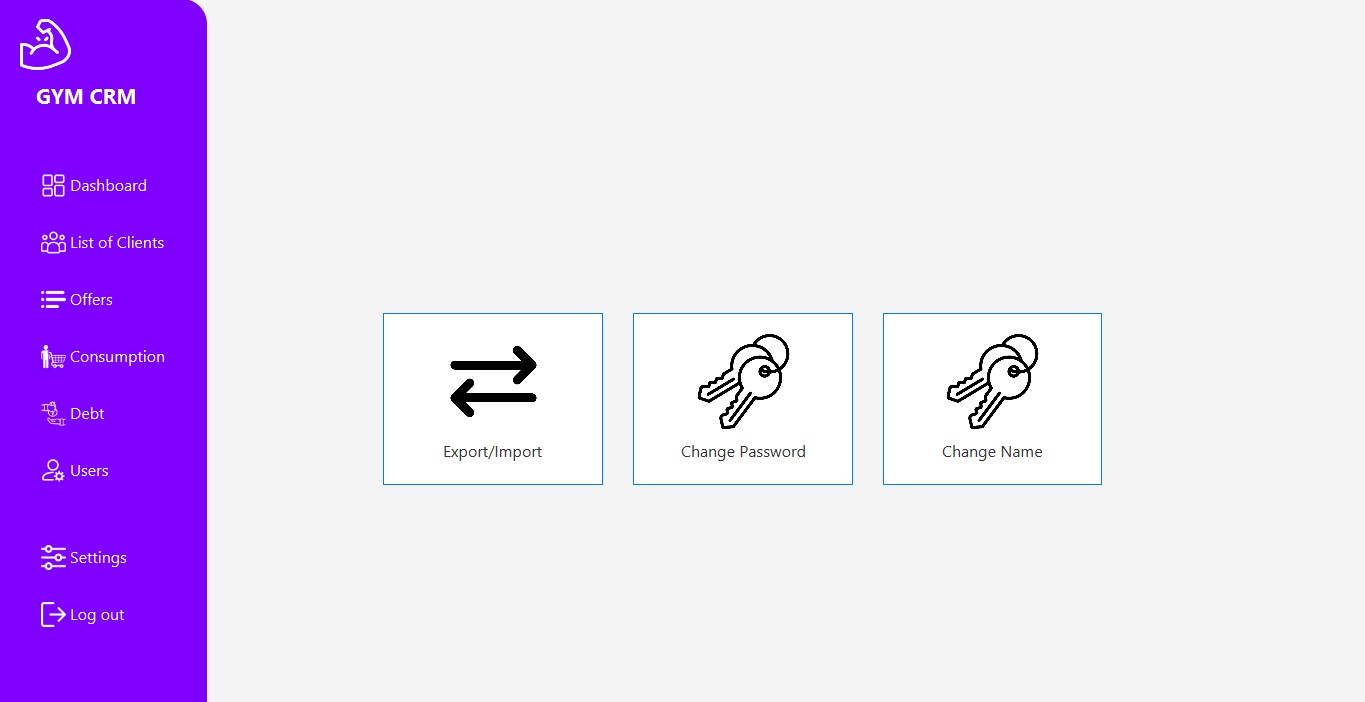 GYM CRM
Dashboard
List of Clients
Offers
Consumption
Debt
Users
Settings
Log out
Export/Import
Change Password
Change Name